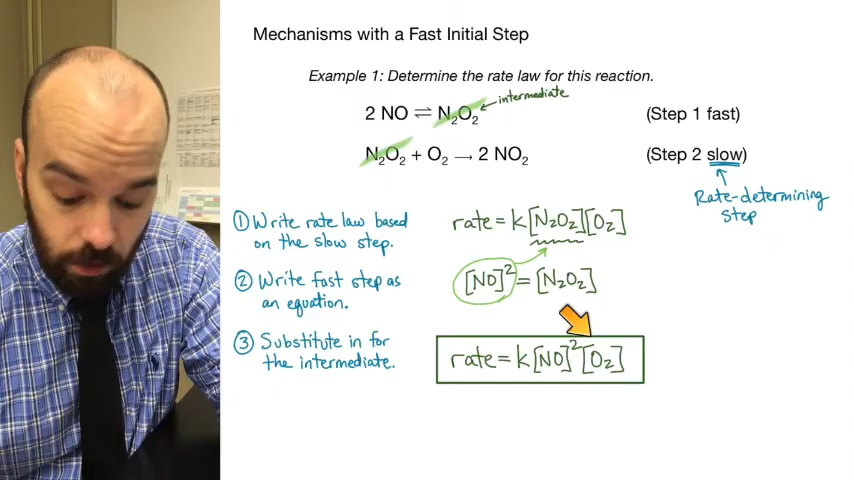 Mechanisms with a Fast Initial Step
Example 1: Determine the rate law for this reaction.
2 NO ⇌ N₂O₂ ← intermediate (Step 1 fast)
N₂O₂ + O₂ → 2 NO₂ (Step 2 slow)
Rate-determining
step
① Write rate law based
on the slow step.
rate = k[N₂O₂][O₂]
② Write fast step as
an equation.
[NO]² = [N₂O₂]
③ Substitute in for
the intermediate.
rate = k[NO]²[O₂]